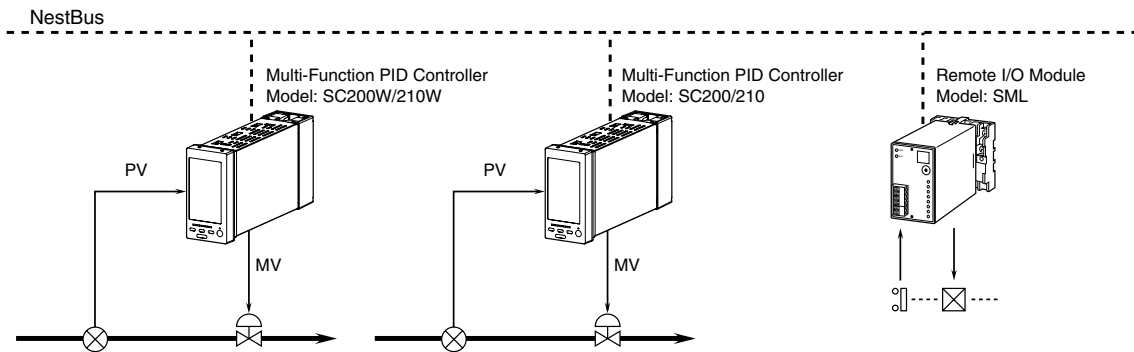 NestBus
Multi-Function PID Controller
Model: SC200W/210W
Multi-Function PID Controller
Model: SC200/210
Remote I/O Module
Model: SML
PV
PV
MV
MV